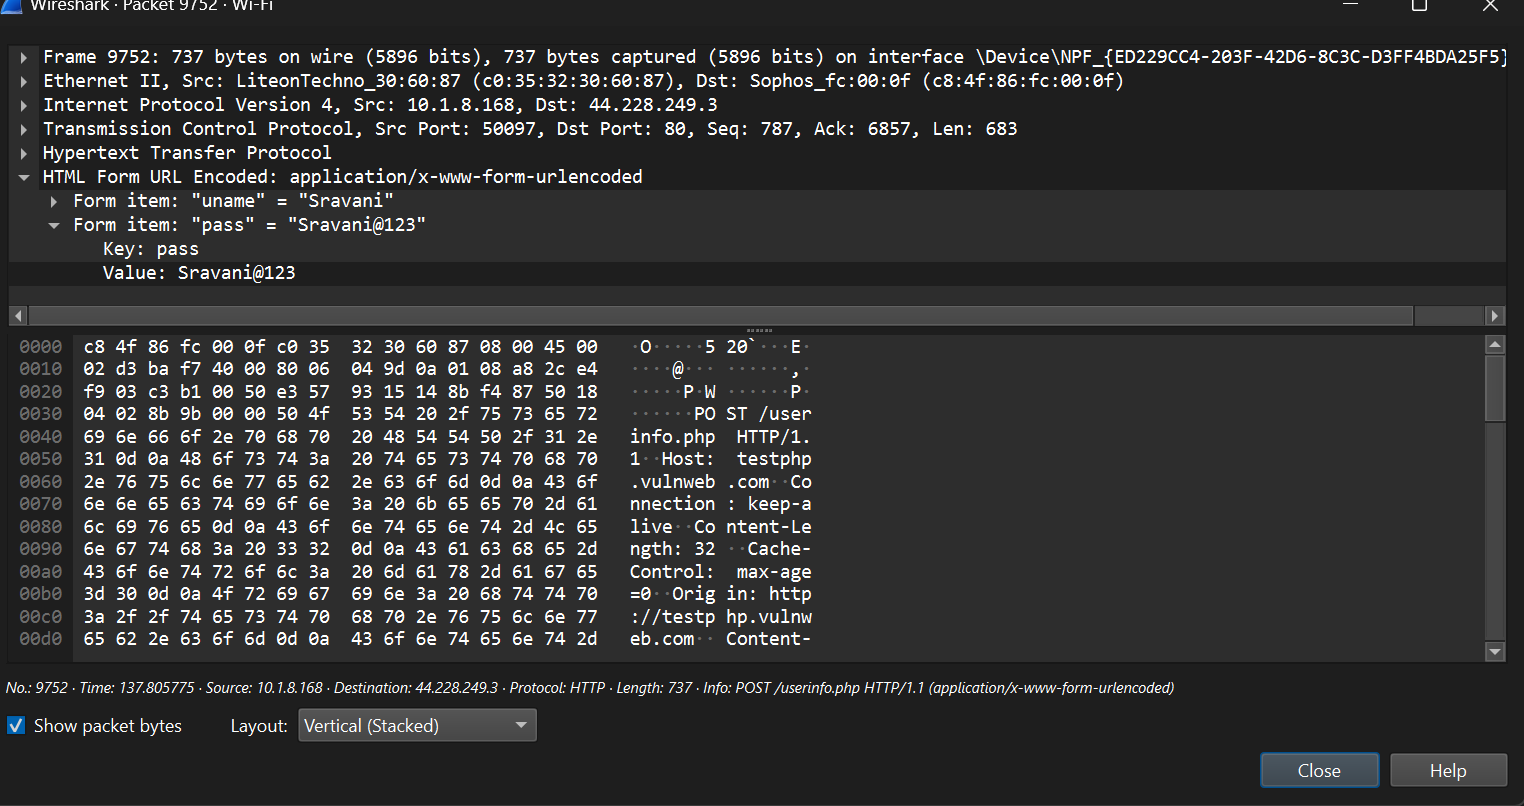 Wireshark · Packet 9752 · Wi-Fi
Frame 9752: 737 bytes on wire (5896 bits), 737 bytes captured (5896 bits) on interface \Device\NPF_{ED229CC4-203F-42D6-8C3C-D3FF4BDA25F5}
Ethernet II, Src: LiteonTechno_30:60:87 (c0:35:32:30:60:87), Dst: Sophos_fc:00:0f (c8:4f:86:fc:00:0f)
Internet Protocol Version 4, Src: 10.1.8.168, Dst: 44.228.249.3
Transmission Control Protocol, Src Port: 50097, Dst Port: 80, Seq: 787, Ack: 6857, Len: 683
Hypertext Transfer Protocol
HTML Form URL Encoded: application/x-www-form-urlencoded
Form item: "uname" = "Sravani"
Form item: "pass" = "Sravani@123"
Key: pass
Value: Sravani@123
0000 c8 4f 86 fc 00 0f c0 35 32 30 60 87 08 00 45 00 ·O·····5 20`···E·
0010 02 d3 ba f7 40 00 80 06 04 9d 0a 01 08 a8 2c e4 ····@··· ······,·
0020 f9 03 c3 b1 00 50 e3 57 93 15 14 8b f4 87 50 18 ·····P·W ······P·
0030 04 02 8b 9b 00 00 50 4f 53 54 20 2f 75 73 65 72 ······PO ST /user
0040 69 6e 66 6f 2e 70 68 70 20 48 54 54 50 2f 31 2e info.php HTTP/1.
0050 31 0d 0a 48 6f 73 74 3a 20 74 65 73 74 70 68 70 1··Host: testphp
0060 2e 76 75 6c 6e 77 65 62 2e 63 6f 6d 0d 0a 43 6f .vulnweb .com··Co
0070 6e 6e 65 63 74 69 6f 6e 3a 20 6b 65 65 70 2d 61 nnection : keep-a
0080 6c 69 76 65 0d 0a 43 6f 6e 74 65 6e 74 2d 4c 65 live··Co ntent-Le
0090 6e 67 74 68 3a 20 33 32 0d 0a 43 61 63 68 65 2d ngth: 32 ··Cache-
00a0 43 6f 6e 74 72 6f 6c 3a 20 6d 61 78 2d 61 67 65 Control: max-age
00b0 3d 30 0d 0a 4f 72 69 67 69 6e 3a 20 68 74 74 70 =0··Orig in: http
00c0 3a 2f 2f 74 65 73 74 70 68 70 2e 76 75 6c 6e 77 ://testp hp.vulnw
00d0 65 62 2e 63 6f 6d 0d 0a 43 6f 6e 74 65 6e 74 2d eb.com·· Content-
No.: 9752 · Time: 137.805775 · Source: 10.1.8.168 · Destination: 44.228.249.3 · Protocol: HTTP · Length: 737 · Info: POST /userinfo.php HTTP/1.1 (application/x-www-form-urlencoded)
Show packet bytes Layout: Vertical (Stacked)
Close Help